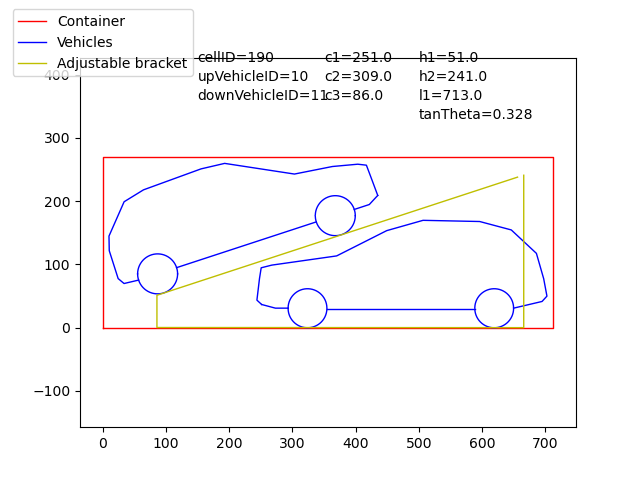 Container
Vehicles
Adjustable bracket
cellID=190 c1=251.0 h1=51.0
upVehicleID=10 c2=309.0 h2=241.0
downVehicleID=11 c3=86.0 l1=713.0
tanTheta=0.328
400
300
200
100
0
−100
0 100 200 300 400 500 600 700